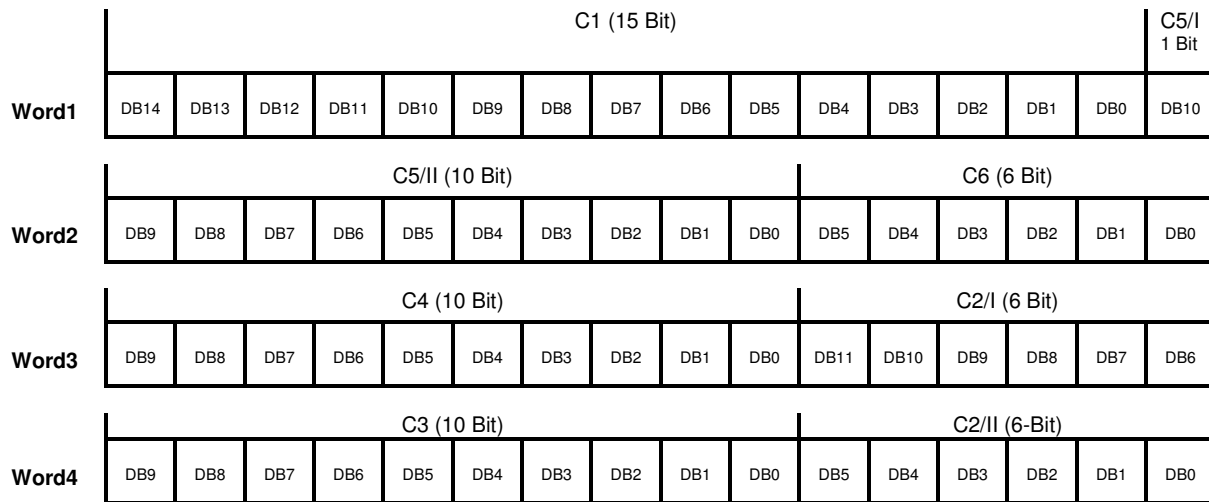 C1 (15 Bit) C5/I
1 Bit
Word1 DB14 DB13 DB12 DB11 DB10 DB9 DB8 DB7 DB6 DB5 DB4 DB3 DB2 DB1 DB0 DB10
C5/II (10 Bit) C6 (6 Bit)
Word2 DB9 DB8 DB7 DB6 DB5 DB4 DB3 DB2 DB1 DB0 DB5 DB4 DB3 DB2 DB1 DB0
C4 (10 Bit) C2/I (6 Bit)
Word3 DB9 DB8 DB7 DB6 DB5 DB4 DB3 DB2 DB1 DB0 DB11 DB10 DB9 DB8 DB7 DB6
C3 (10 Bit) C2/II (6-Bit)
Word4 DB9 DB8 DB7 DB6 DB5 DB4 DB3 DB2 DB1 DB0 DB5 DB4 DB3 DB2 DB1 DB0